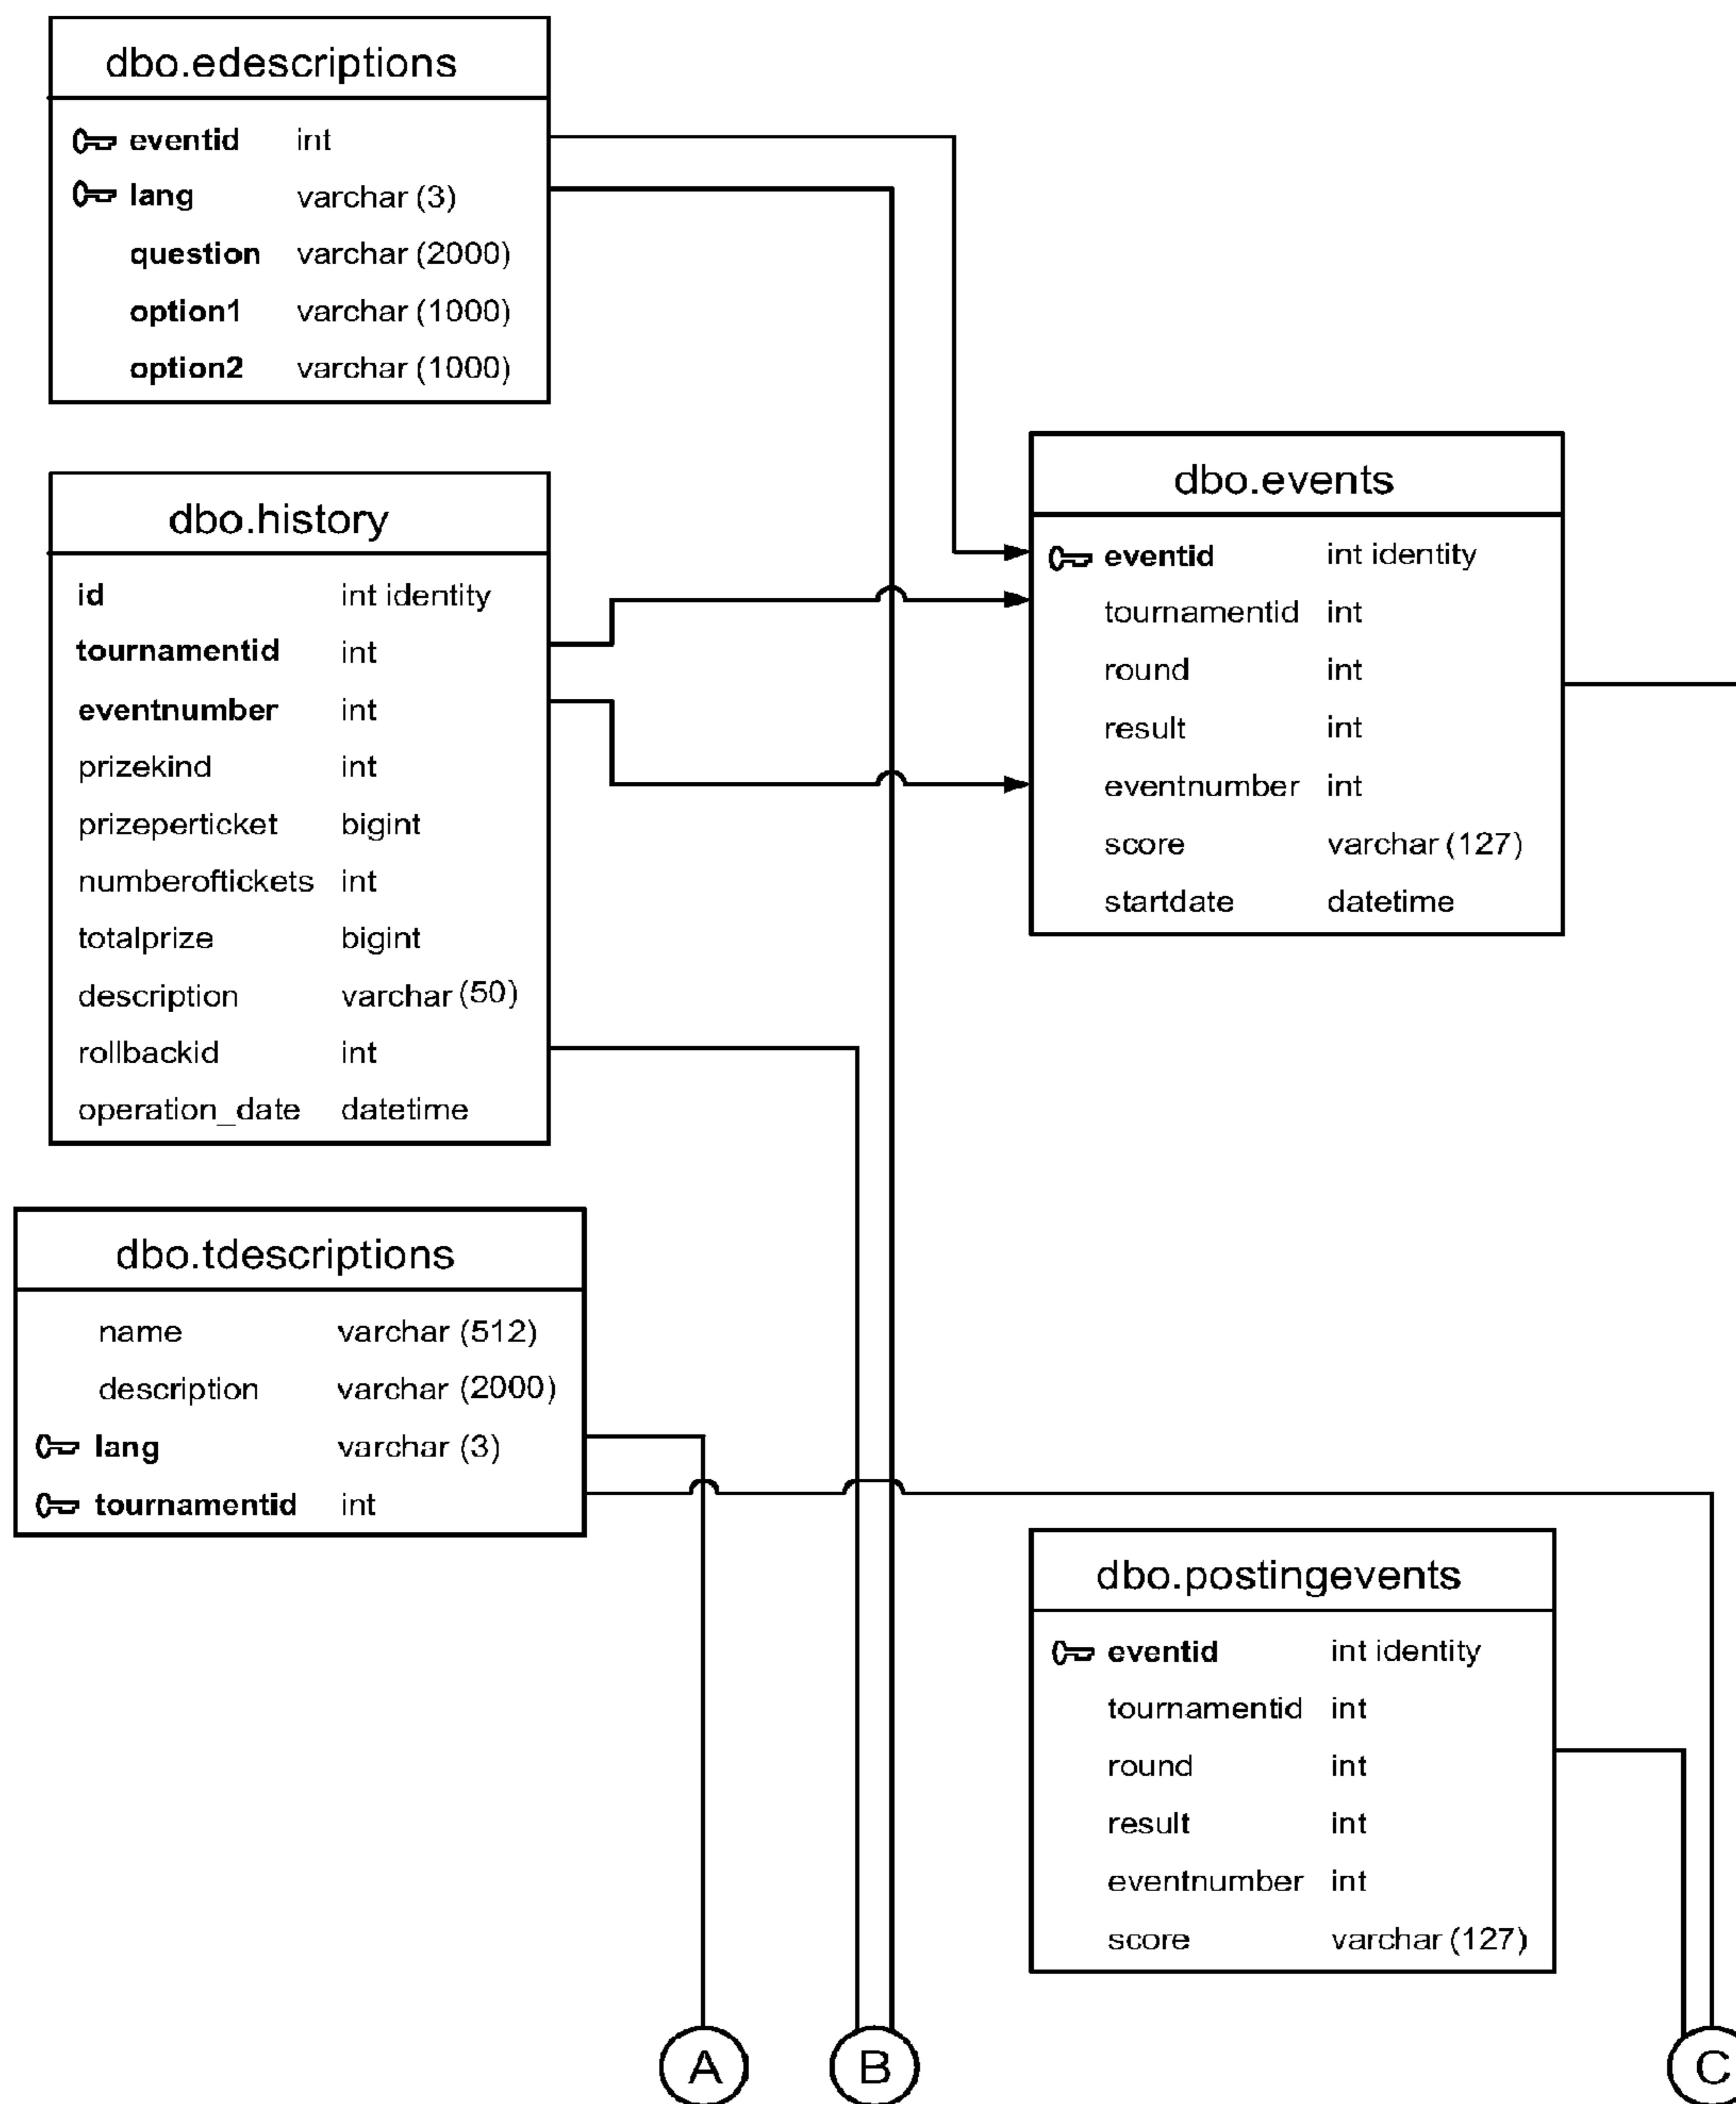 dbo.edescriptions
eventid int
lang varchar (3)
question varchar (2000)
option1 varchar (1000)
option2 varchar (1000)
dbo.history
id int identity
tournamentid int
eventnumber int
prizekind int
prizeperticket bigint
numberoftickets int
totalprize bigint
description varchar (50)
rollbackid int
operation_date datetime
dbo.events
eventid int identity
tournamentid int
round int
result int
eventnumber int
score varchar (127)
startdate datetime
dbo.tdescriptions
name varchar (512)
description varchar (2000)
lang varchar (3)
tournamentid int
dbo.postingevents
eventid int identity
tournamentid int
round int
result int
eventnumber int
score varchar (127)
A B C